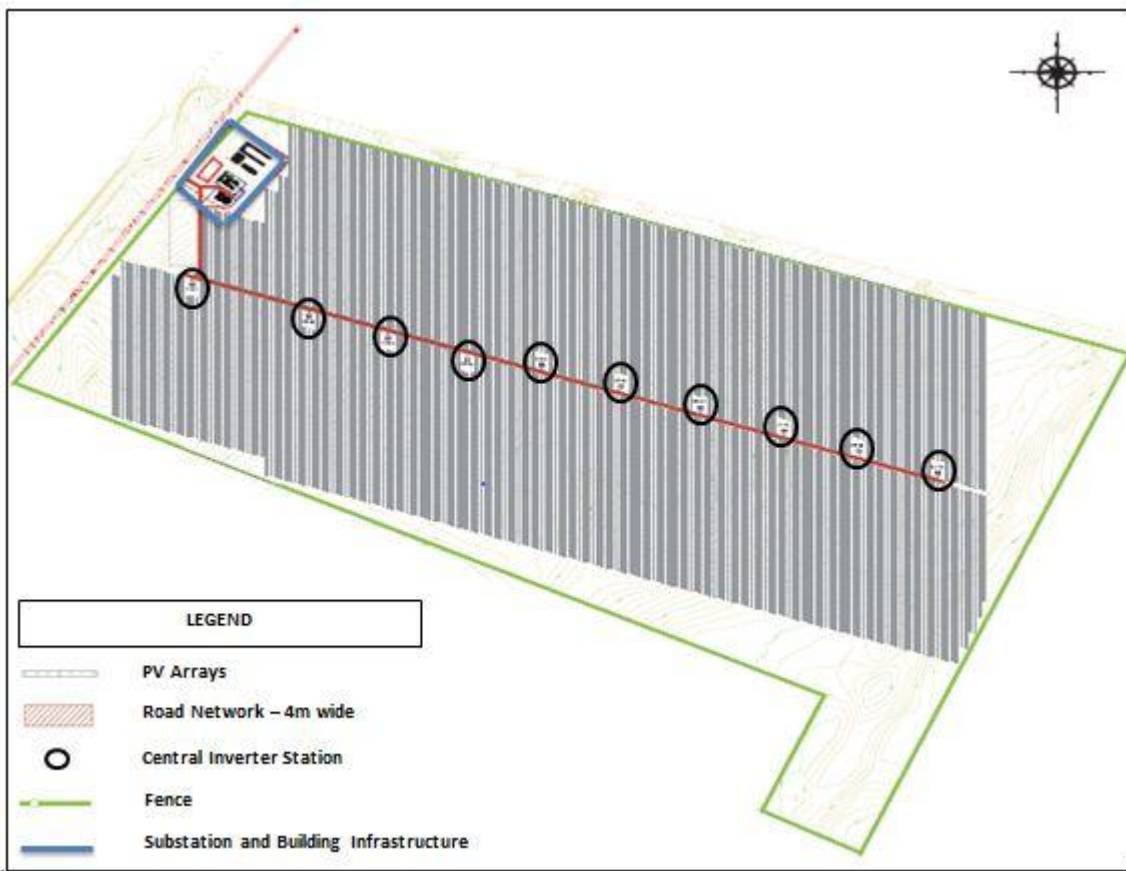 LEGEND
PV Arrays
Road Network – 4m wide
Central Inverter Station
Fence
Substation and Building Infrastructure